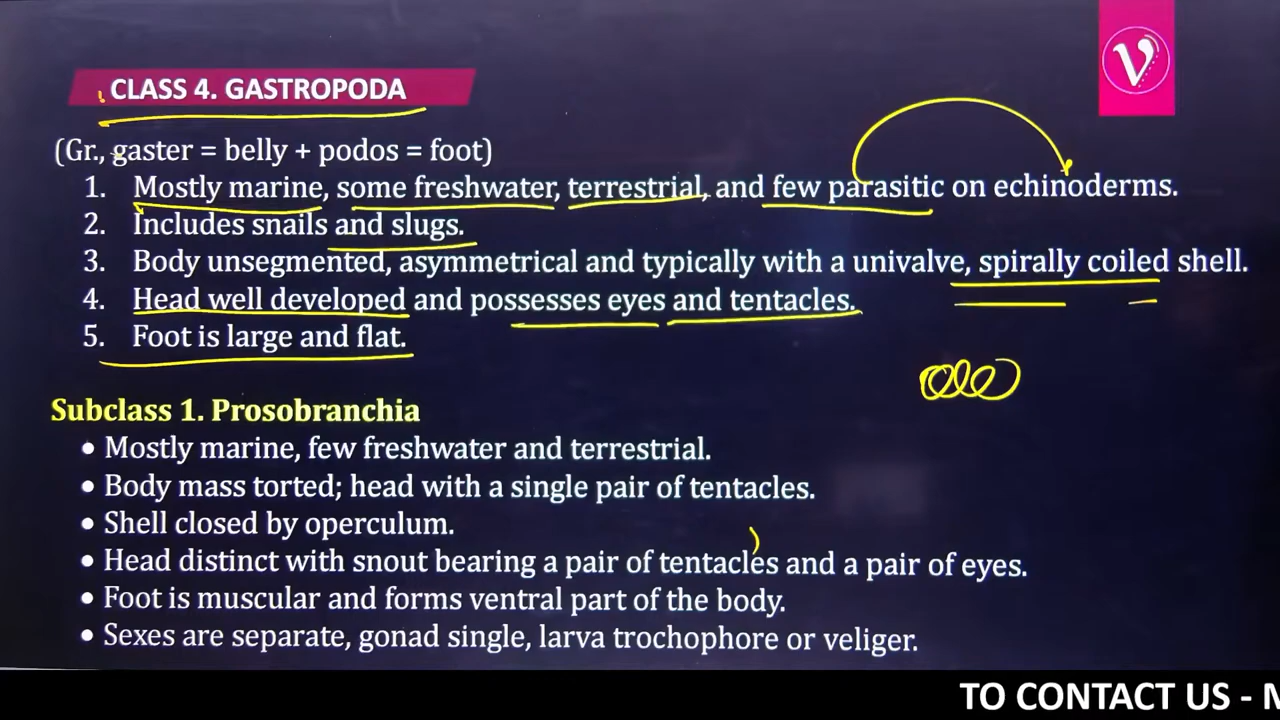 V
CLASS 4. GASTROPODA
(Gr., gaster = belly + podos = foot)
1. Mostly marine, some freshwater, terrestrial, and few parasitic on echinoderms.
2. Includes snails and slugs.
3. Body unsegmented, asymmetrical and typically with a univalve, spirally coiled shell.
4. Head well developed and possesses eyes and tentacles.
5. Foot is large and flat.
Subclass 1. Prosobranchia
• Mostly marine, few freshwater and terrestrial.
• Body mass torted; head with a single pair of tentacles.
• Shell closed by operculum.
• Head distinct with snout bearing a pair of tentacles and a pair of eyes.
• Foot is muscular and forms ventral part of the body.
• Sexes are separate, gonad single, larva trochophore or veliger.
TO CONTACT US -